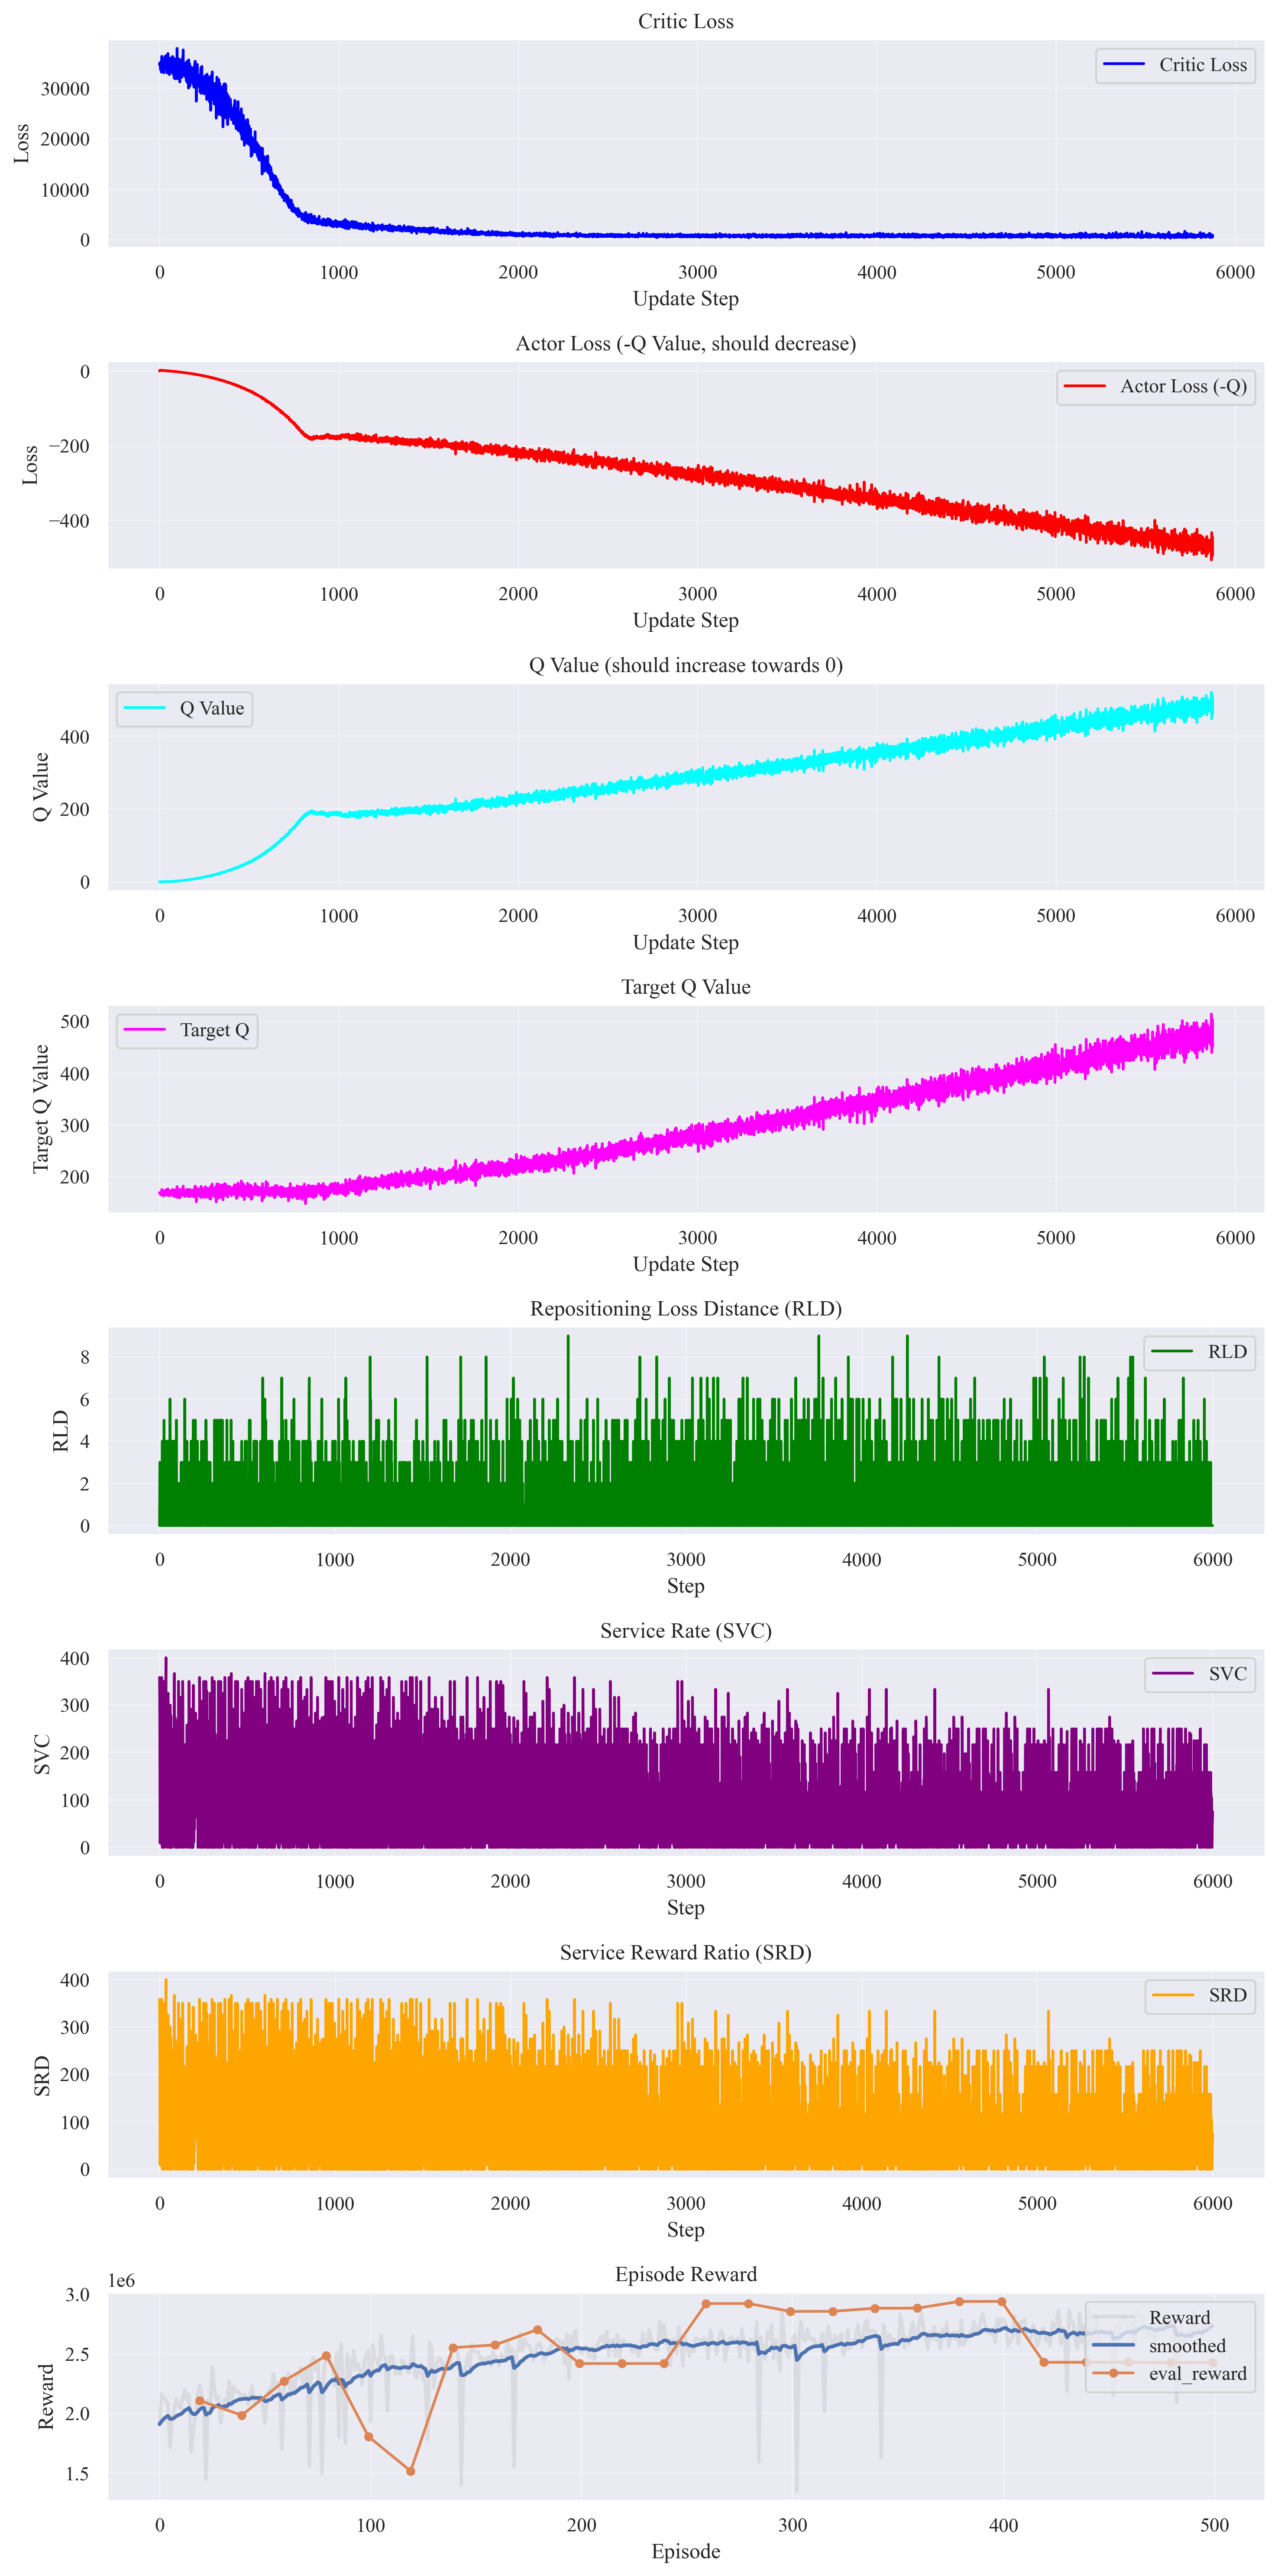 Critic Loss
Critic Loss
30000
20000
10000
0
Loss
0 1000 2000 3000 4000 5000 6000
Update Step
Actor Loss (-Q Value, should decrease)
Actor Loss (-Q)
0
−200
−400
Loss
0 1000 2000 3000 4000 5000 6000
Update Step
Q Value (should increase towards 0)
Q Value
400
200
0
Q Value
0 1000 2000 3000 4000 5000 6000
Update Step
Target Q Value
Target Q
500
400
300
200
Target Q Value
0 1000 2000 3000 4000 5000 6000
Update Step
Repositioning Loss Distance (RLD)
RLD
8
6
4
2
0
RLD
0 1000 2000 3000 4000 5000 6000
Step
Service Rate (SVC)
SVC
400
300
200
100
0
SVC
0 1000 2000 3000 4000 5000 6000
Step
Service Reward Ratio (SRD)
SRD
400
300
200
100
0
SRD
0 1000 2000 3000 4000 5000 6000
Step
Episode Reward
1e6
Reward
smoothed
eval_reward
3.0
2.5
2.0
1.5
Reward
0 100 200 300 400 500
Episode